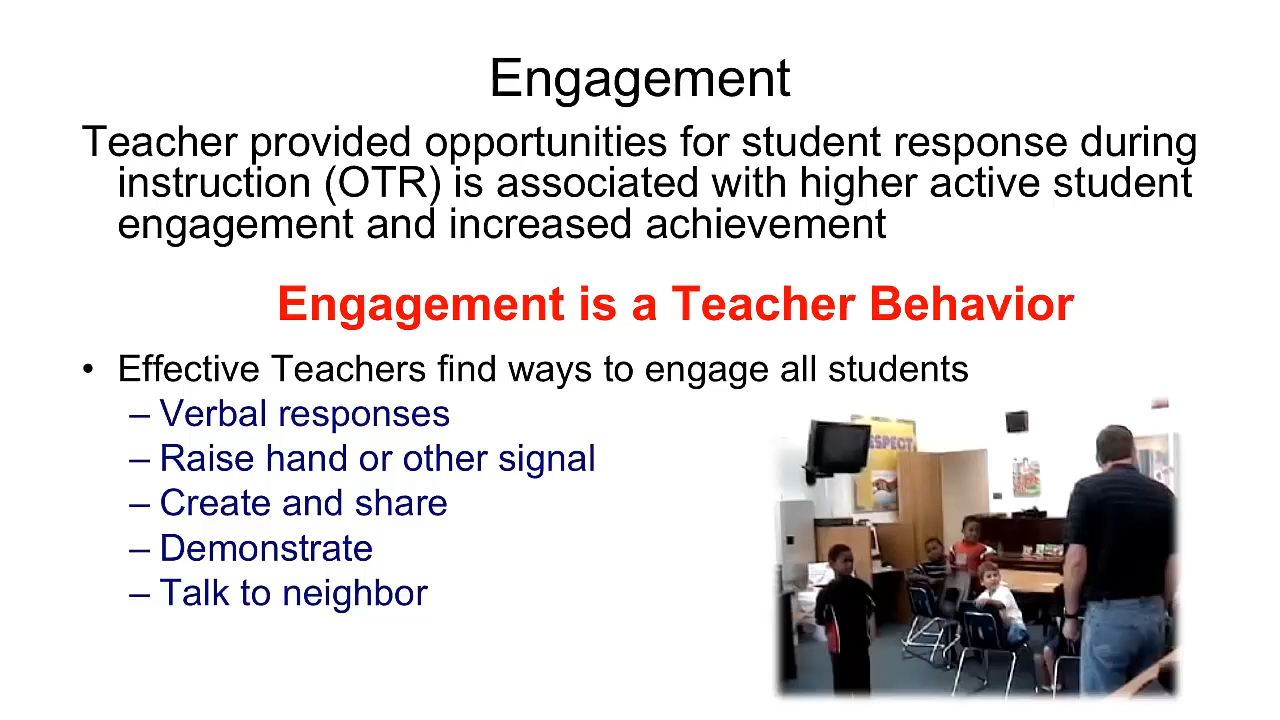 Engagement
Teacher provided opportunities for student response during
instruction (OTR) is associated with higher active student
engagement and increased achievement
Engagement is a Teacher Behavior
• Effective Teachers find ways to engage all students
– Verbal responses
– Raise hand or other signal
– Create and share
– Demonstrate
– Talk to neighbor
ESPECT